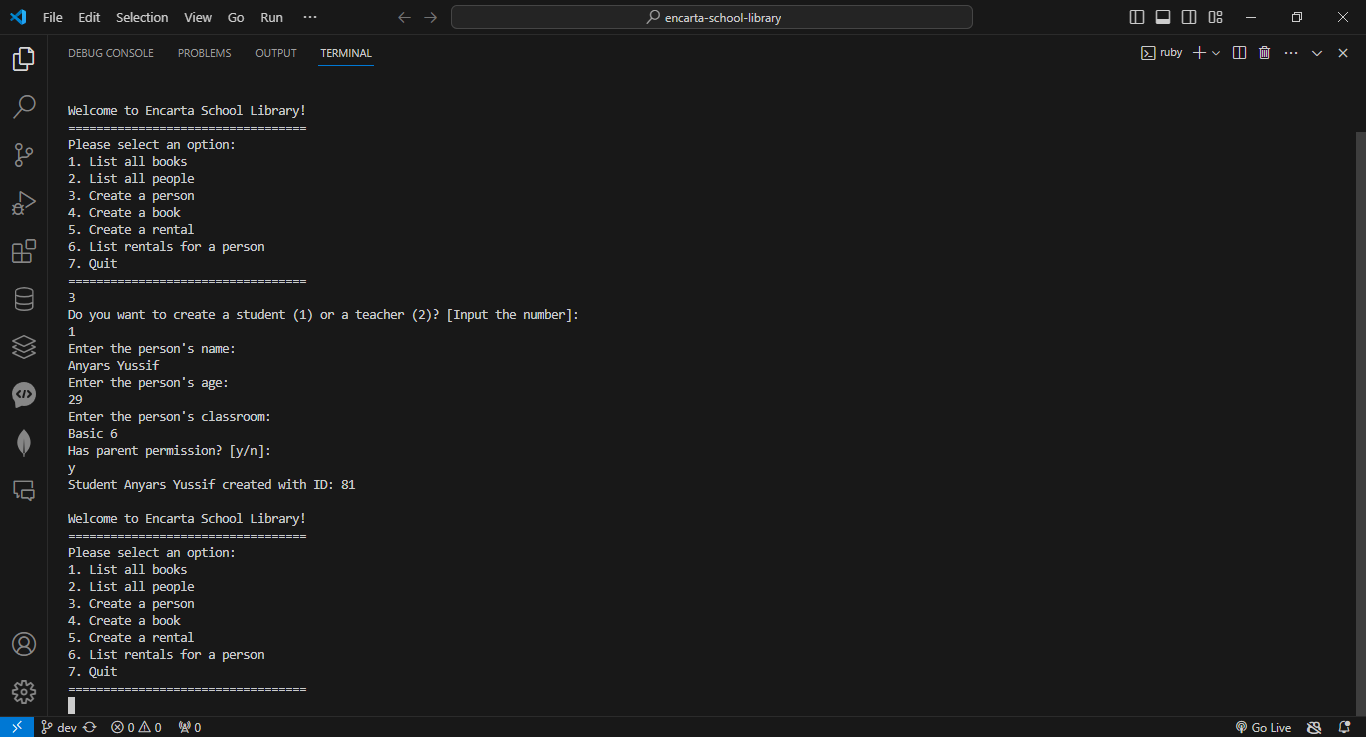 File Edit Selection View Go Run ··· encarta-school-library
DEBUG CONSOLE PROBLEMS OUTPUT TERMINAL ruby
Welcome to Encarta School Library!
==================================
Please select an option:
1. List all books
2. List all people
3. Create a person
4. Create a book
5. Create a rental
6. List rentals for a person
7. Quit
==================================
3
Do you want to create a student (1) or a teacher (2)? [Input the number]:
1
Enter the person's name:
Anyars Yussif
Enter the person's age:
29
Enter the person's classroom:
Basic 6
Has parent permission? [y/n]:
y
Student Anyars Yussif created with ID: 81
Welcome to Encarta School Library!
==================================
Please select an option:
1. List all books
2. List all people
3. Create a person
4. Create a book
5. Create a rental
6. List rentals for a person
7. Quit
==================================
dev 0 0 0 Go Live